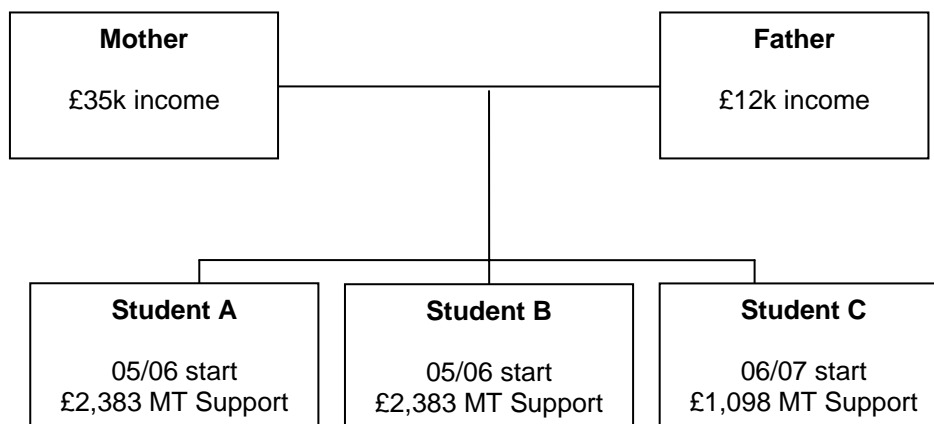 Mother
£35k income
Father
£12k income
Student A
05/06 start
£2,383 MT Support
Student B
05/06 start
£2,383 MT Support
Student C
06/07 start
£1,098 MT Support